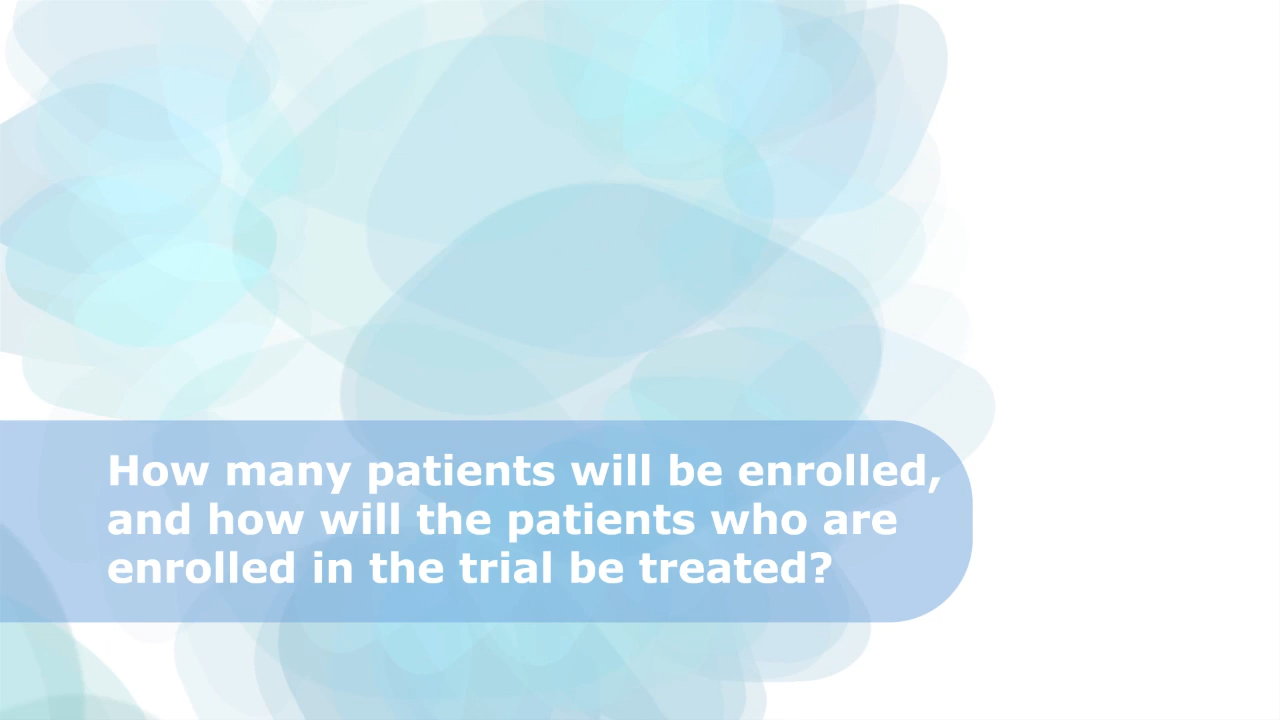 How many patients will be enrolled,
and how will the patients who are
enrolled in the trial be treated?